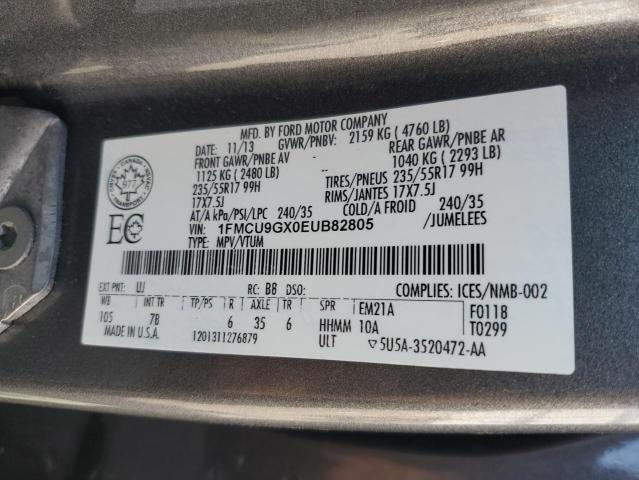 MFD. BY FORD MOTOR COMPANY
DATE: 11/13 GVWR/PNBV: 2159 KG ( 4760 LB)
FRONT GAWR/PNBE AV REAR GAWR/PNBE AR
1125 KG ( 2480 LB) 1040 KG ( 2293 LB)
235/55R17 99H TIRES/PNEUS 235/55R17 99H
17X7.5J RIMS/JANTES 17X7.5J
AT/A kPa/PSI/LPC 240/35 COLD/A FROID 240/35
VIN: 1FMCU9GX0EUB82805 /JUMELEES
TYPE: MPV/VTUM
CANADA
977
TRANSPORT
EC
EXT PNT: UJ RC: B8 DSO: COMPLIES: ICES/NMB-002
WB INT TR TP/PS R AXLE TR SPR EM21A F0118
105 7B 6 35 6 HHMM 10A T0299
1201311276879 ULT ▽5U5A-3520472-AA